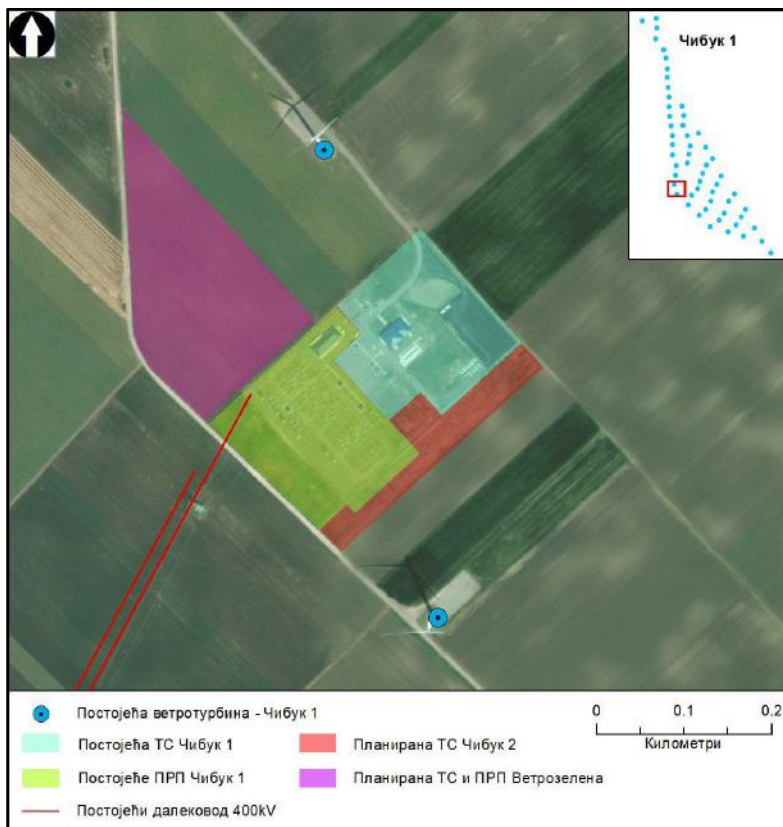 Чибук 1
Постојећа ветротурбина - Чибук 1
Постојећа ТС Чибук 1
Планирана ТС Чибук 2
Постојеће ПРП Чибук 1
Планирана ТС и ПРП Ветрозелена
Постојећи далековод 400kV
0 0.1 0.2
Километри